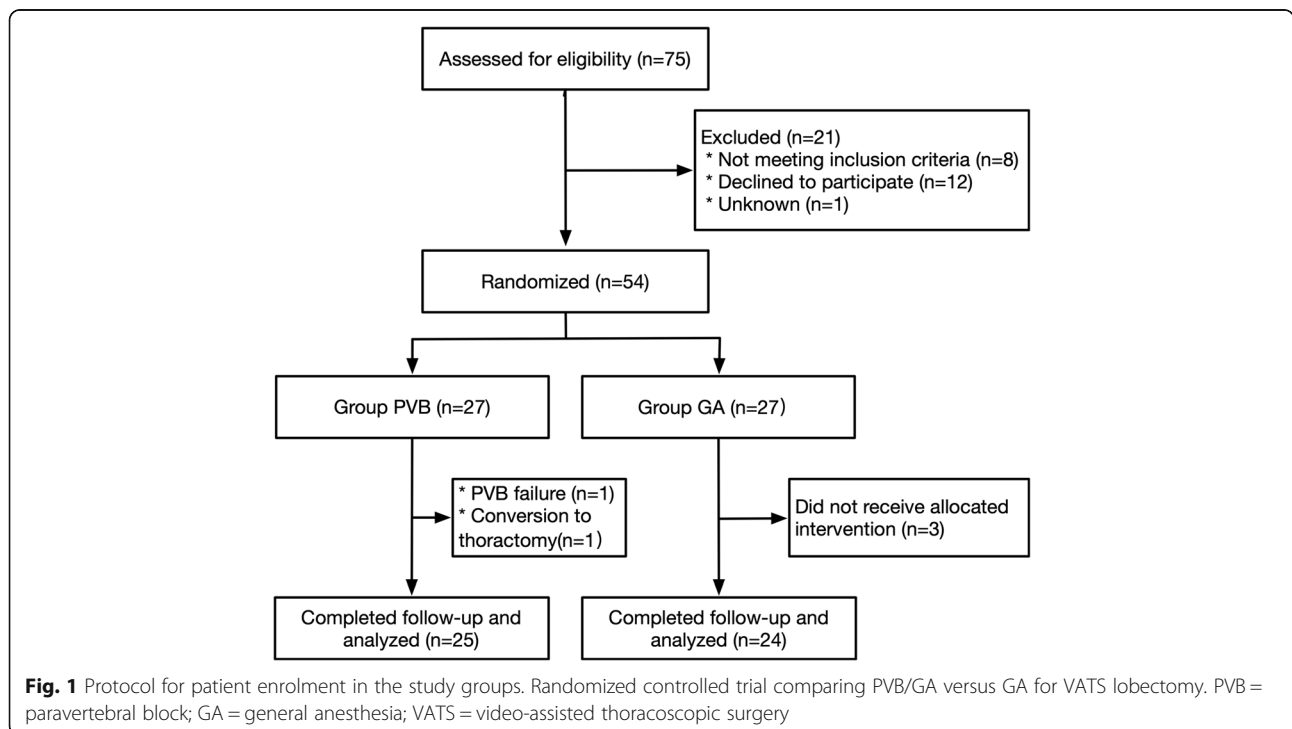 Assessed for eligibility (n=75)
Excluded (n=21)
* Not meeting inclusion criteria (n=8)
* Declined to participate (n=12)
* Unknown (n=1)
Randomized (n=54)
Group PVB (n=27)
Group GA (n=27)
* PVB failure (n=1)
* Conversion to
thoractomy(n=1)
Did not receive allocated
intervention (n=3)
Completed follow-up and
analyzed (n=25)
Completed follow-up and
analyzed (n=24)
Fig. 1 Protocol for patient enrolment in the study groups. Randomized controlled trial comparing PVB/GA versus GA for VATS lobectomy. PVB =
paravertebral block; GA = general anesthesia; VATS = video-assisted thoracoscopic surgery